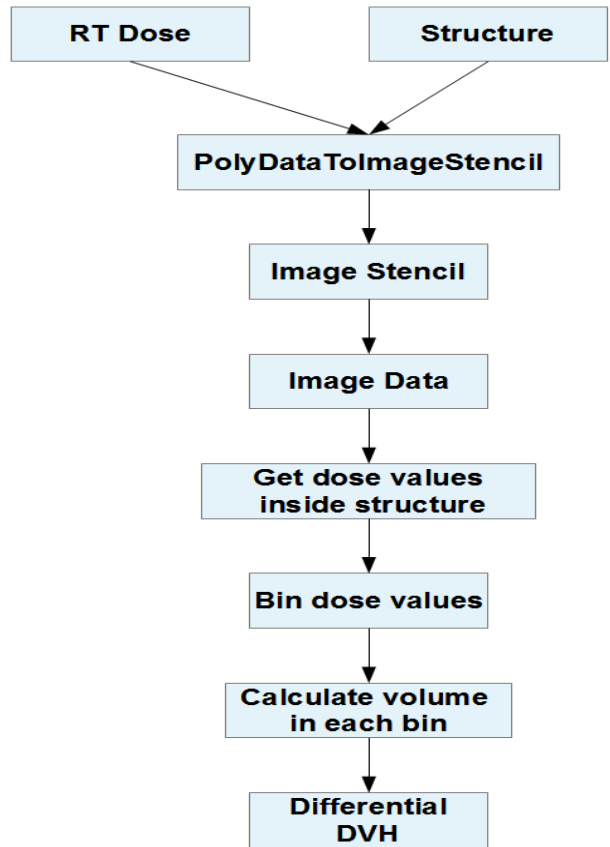 RT Dose
Structure
PolyDataToImageStencil
Image Stencil
Image Data
Get dose values
inside structure
Bin dose values
Calculate volume
in each bin
Differential
DVH